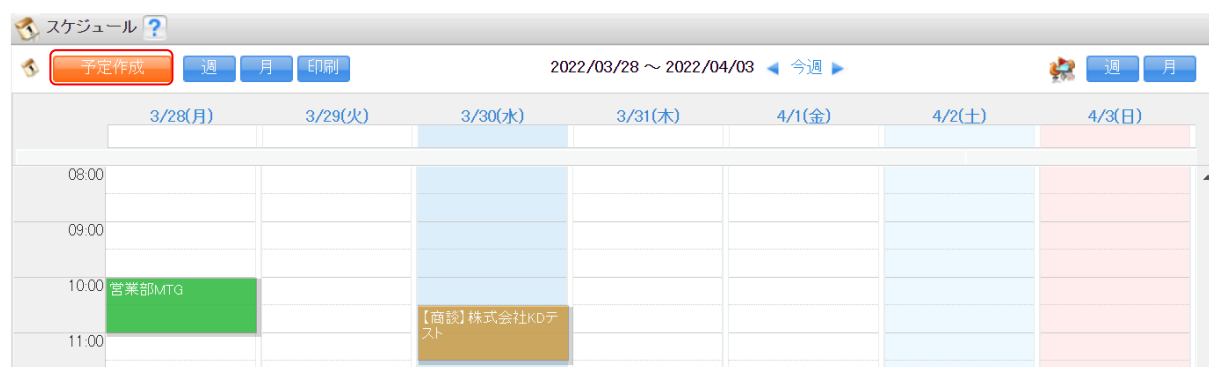 スケジュール ?
予定作成 週 月 印刷 2022/03/28 ～ 2022/04/03 今週 週 月
3/28(月) 3/29(火) 3/30(水) 3/31(木) 4/1(金) 4/2(土) 4/3(日)
08:00
09:00
10:00 営業部MTG
【商談】株式会社KDテ
スト
11:00